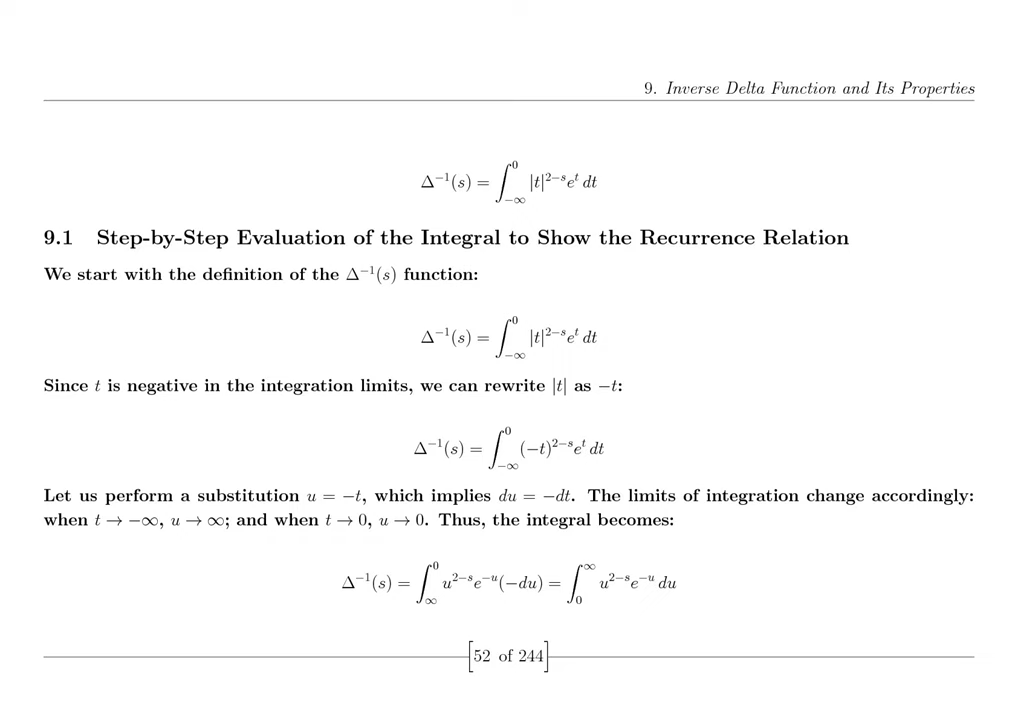 9. Inverse Delta Function and Its Properties
Δ⁻¹(s) = ∫_{−∞}^{0} |t|^{2−s} e^t dt
9.1 Step-by-Step Evaluation of the Integral to Show the Recurrence Relation
We start with the definition of the Δ⁻¹(s) function:
Δ⁻¹(s) = ∫_{−∞}^{0} |t|^{2−s} e^t dt
Since t is negative in the integration limits, we can rewrite |t| as −t:
Δ⁻¹(s) = ∫_{−∞}^{0} (−t)^{2−s} e^t dt
Let us perform a substitution u = −t, which implies du = −dt. The limits of integration change accordingly:
when t → −∞, u → ∞; and when t → 0, u → 0. Thus, the integral becomes:
Δ⁻¹(s) = ∫_{∞}^{0} u^{2−s} e^{−u} (−du) = ∫_{0}^{∞} u^{2−s} e^{−u} du
[52 of 244]